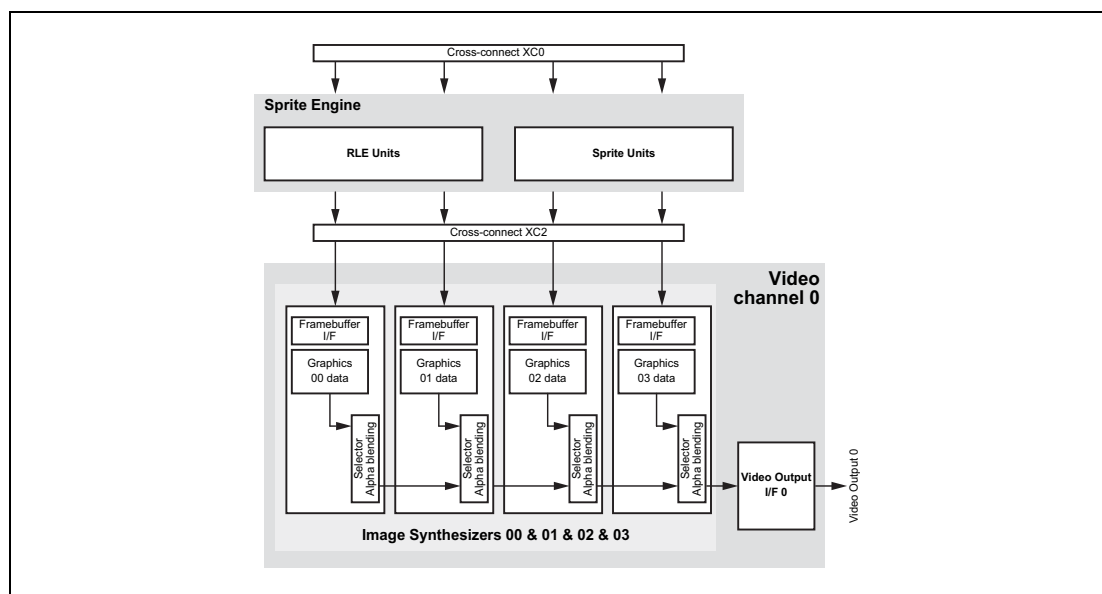 Cross-connect XC0
Sprite Engine
RLE Units
Sprite Units
Cross-connect XC2
Video
channel 0
Framebuffer
I/F
Graphics
00 data
Selector
Alpha blending
Framebuffer
I/F
Graphics
01 data
Selector
Alpha blending
Framebuffer
I/F
Graphics
02 data
Selector
Alpha blending
Framebuffer
I/F
Graphics
03 data
Selector
Alpha blending
Video Output
I/F 0
Video Output 0
Image Synthesizers 00 & 01 & 02 & 03